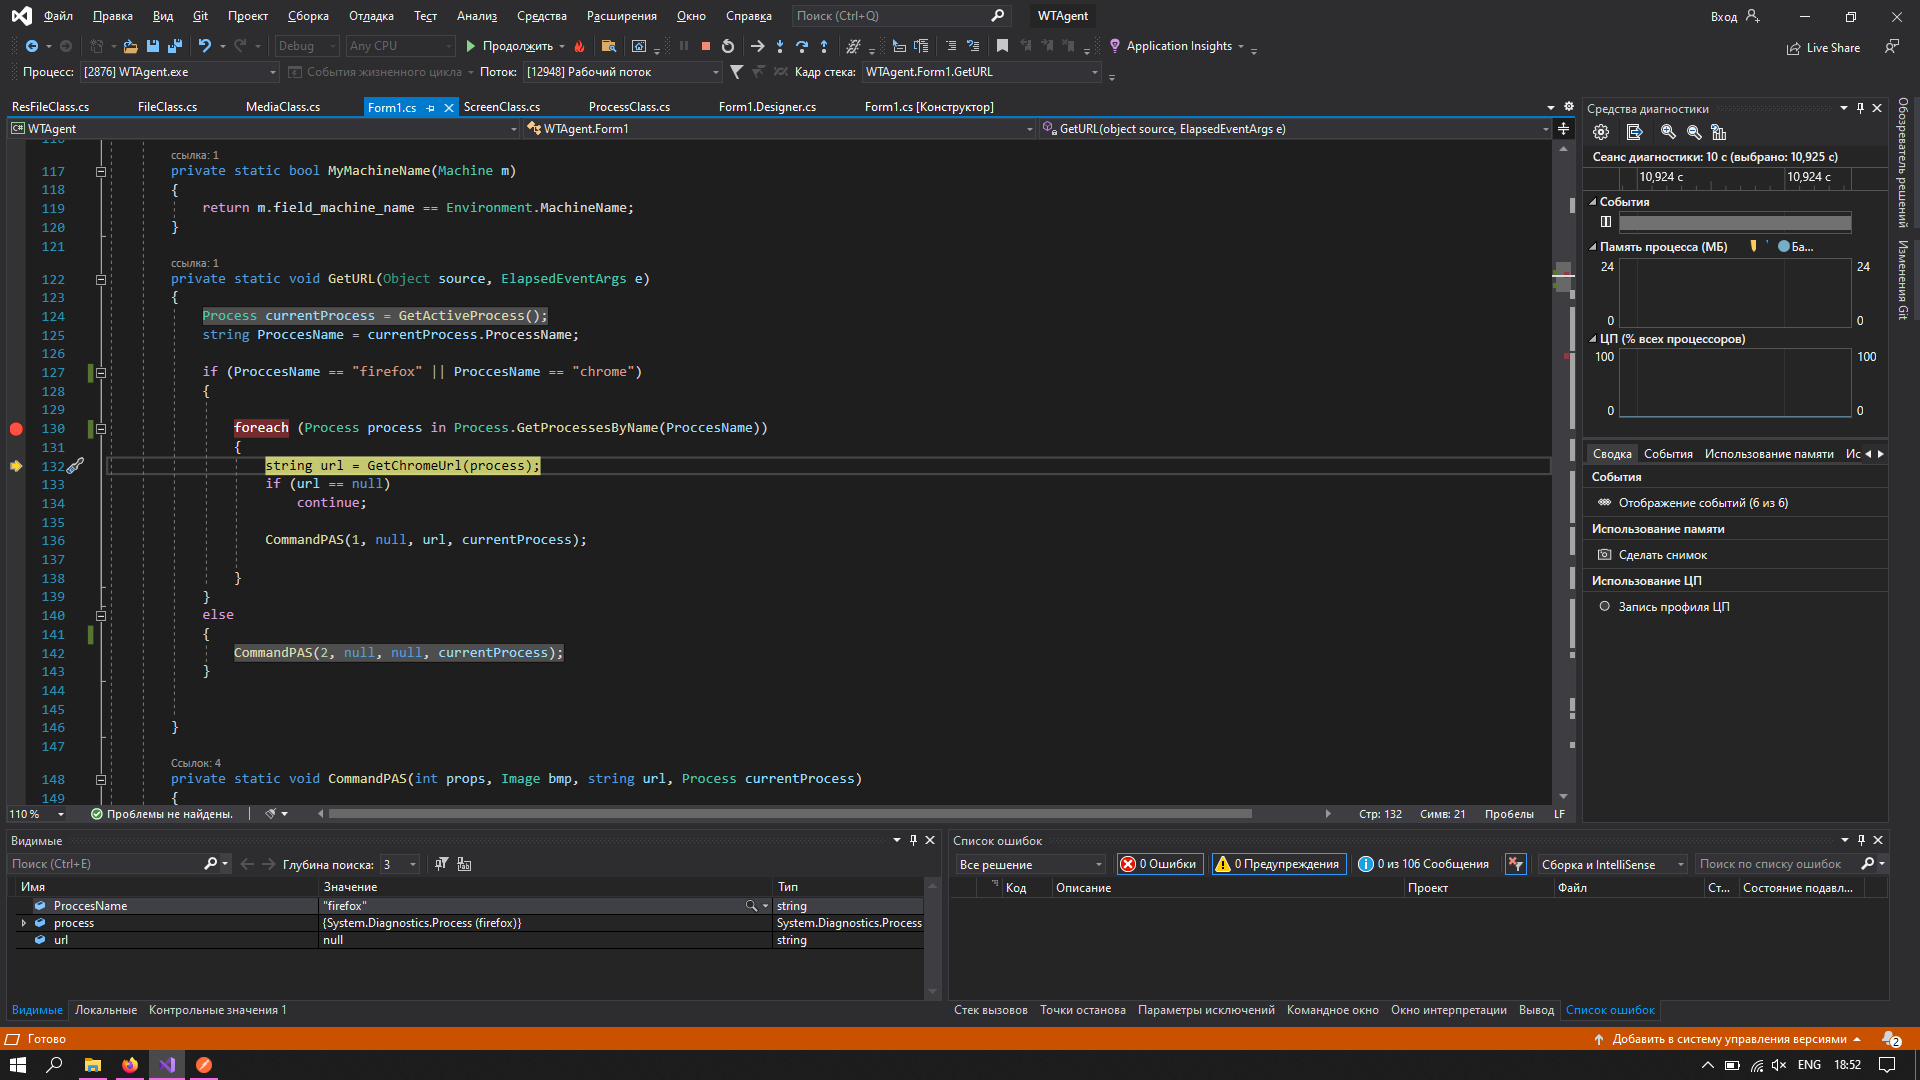 Файл Правка Вид Git Проект Сборка Отладка Тест Анализ Средства Расширения Окно Справка Поиск (Ctrl+Q) WTAgent Вход
Debug Any CPU Продолжить Application Insights Live Share
Процесс: [2876] WTAgent.exe События жизненного цикла Поток: [12948] Рабочий поток Кадр стека: WTAgent.Form1.GetURL
ResFileClass.cs FileClass.cs MediaClass.cs Form1.cs ScreenClass.cs ProcessClass.cs Form1.Designer.cs Form1.cs [Конструктор]
C# WTAgent WTAgent.Form1 GetURL(object source, ElapsedEventArgs e)
116
ссылка: 1
117 private static bool MyMachineName(Machine m)
118 {
119 return m.field_machine_name == Environment.MachineName;
120 }
121
ссылка: 1
122 private static void GetURL(Object source, ElapsedEventArgs e)
123 {
124 Process currentProcess = GetActiveProcess();
125 string ProccesName = currentProcess.ProcessName;
126
127 if (ProccesName == "firefox" || ProccesName == "chrome")
128 {
129
130 foreach (Process process in Process.GetProcessesByName(ProccesName))
131 {
132 string url = GetChromeUrl(process);
133 if (url == null)
134 continue;
135
136 CommandPAS(1, null, url, currentProcess);
137
138 }
139 }
140 else
141 {
142 CommandPAS(2, null, null, currentProcess);
143 }
144
145
146 }
147
Ссылок: 4
148 private static void CommandPAS(int props, Image bmp, string url, Process currentProcess)
149 {
110 % Проблемы не найдены. Стр: 132 Симв: 21 Пробелы LF
Средства диагностики
Сеанс диагностики: 10 с (выбрано: 10,925 с)
10,924 с 10,924 с
События
Память процесса (МБ) Ба...
24 24
0 0
ЦП (% всех процессоров)
100 100
0 0
Сводка События Использование памяти Ис
События
Отображение событий (6 из 6)
Использование памяти
Сделать снимок
Использование ЦП
Запись профиля ЦП
Обозреватель решений
Изменения Git
Видимые
Поиск (Ctrl+E) Глубина поиска: 3
Имя Значение Тип
ProccesName "firefox" string
process {System.Diagnostics.Process (firefox)} System.Diagnostics.Process
url null string
Видимые Локальные Контрольные значения 1
Список ошибок
Все решение 0 Ошибки 0 Предупреждения 0 из 106 Сообщения Сборка и IntelliSense Поиск по списку ошибок
Код Описание Проект Файл Ст... Состояние подавл...
Стек вызовов Точки останова Параметры исключений Командное окно Окно интерпретации Вывод Список ошибок
Готово Добавить в систему управления версиями 2
ENG 18:52